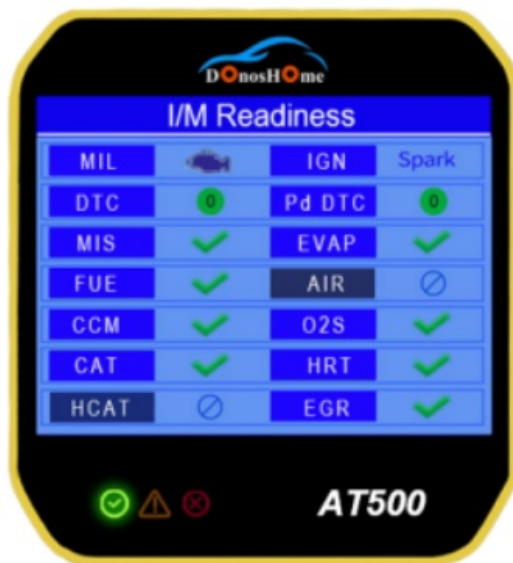 DOnosHOme
I/M Readiness
MIL IGN Spark
DTC 0 Pd DTC 0
MIS EVAP
FUE AIR
CCM O2S
CAT HRT
HCAT EGR
AT500